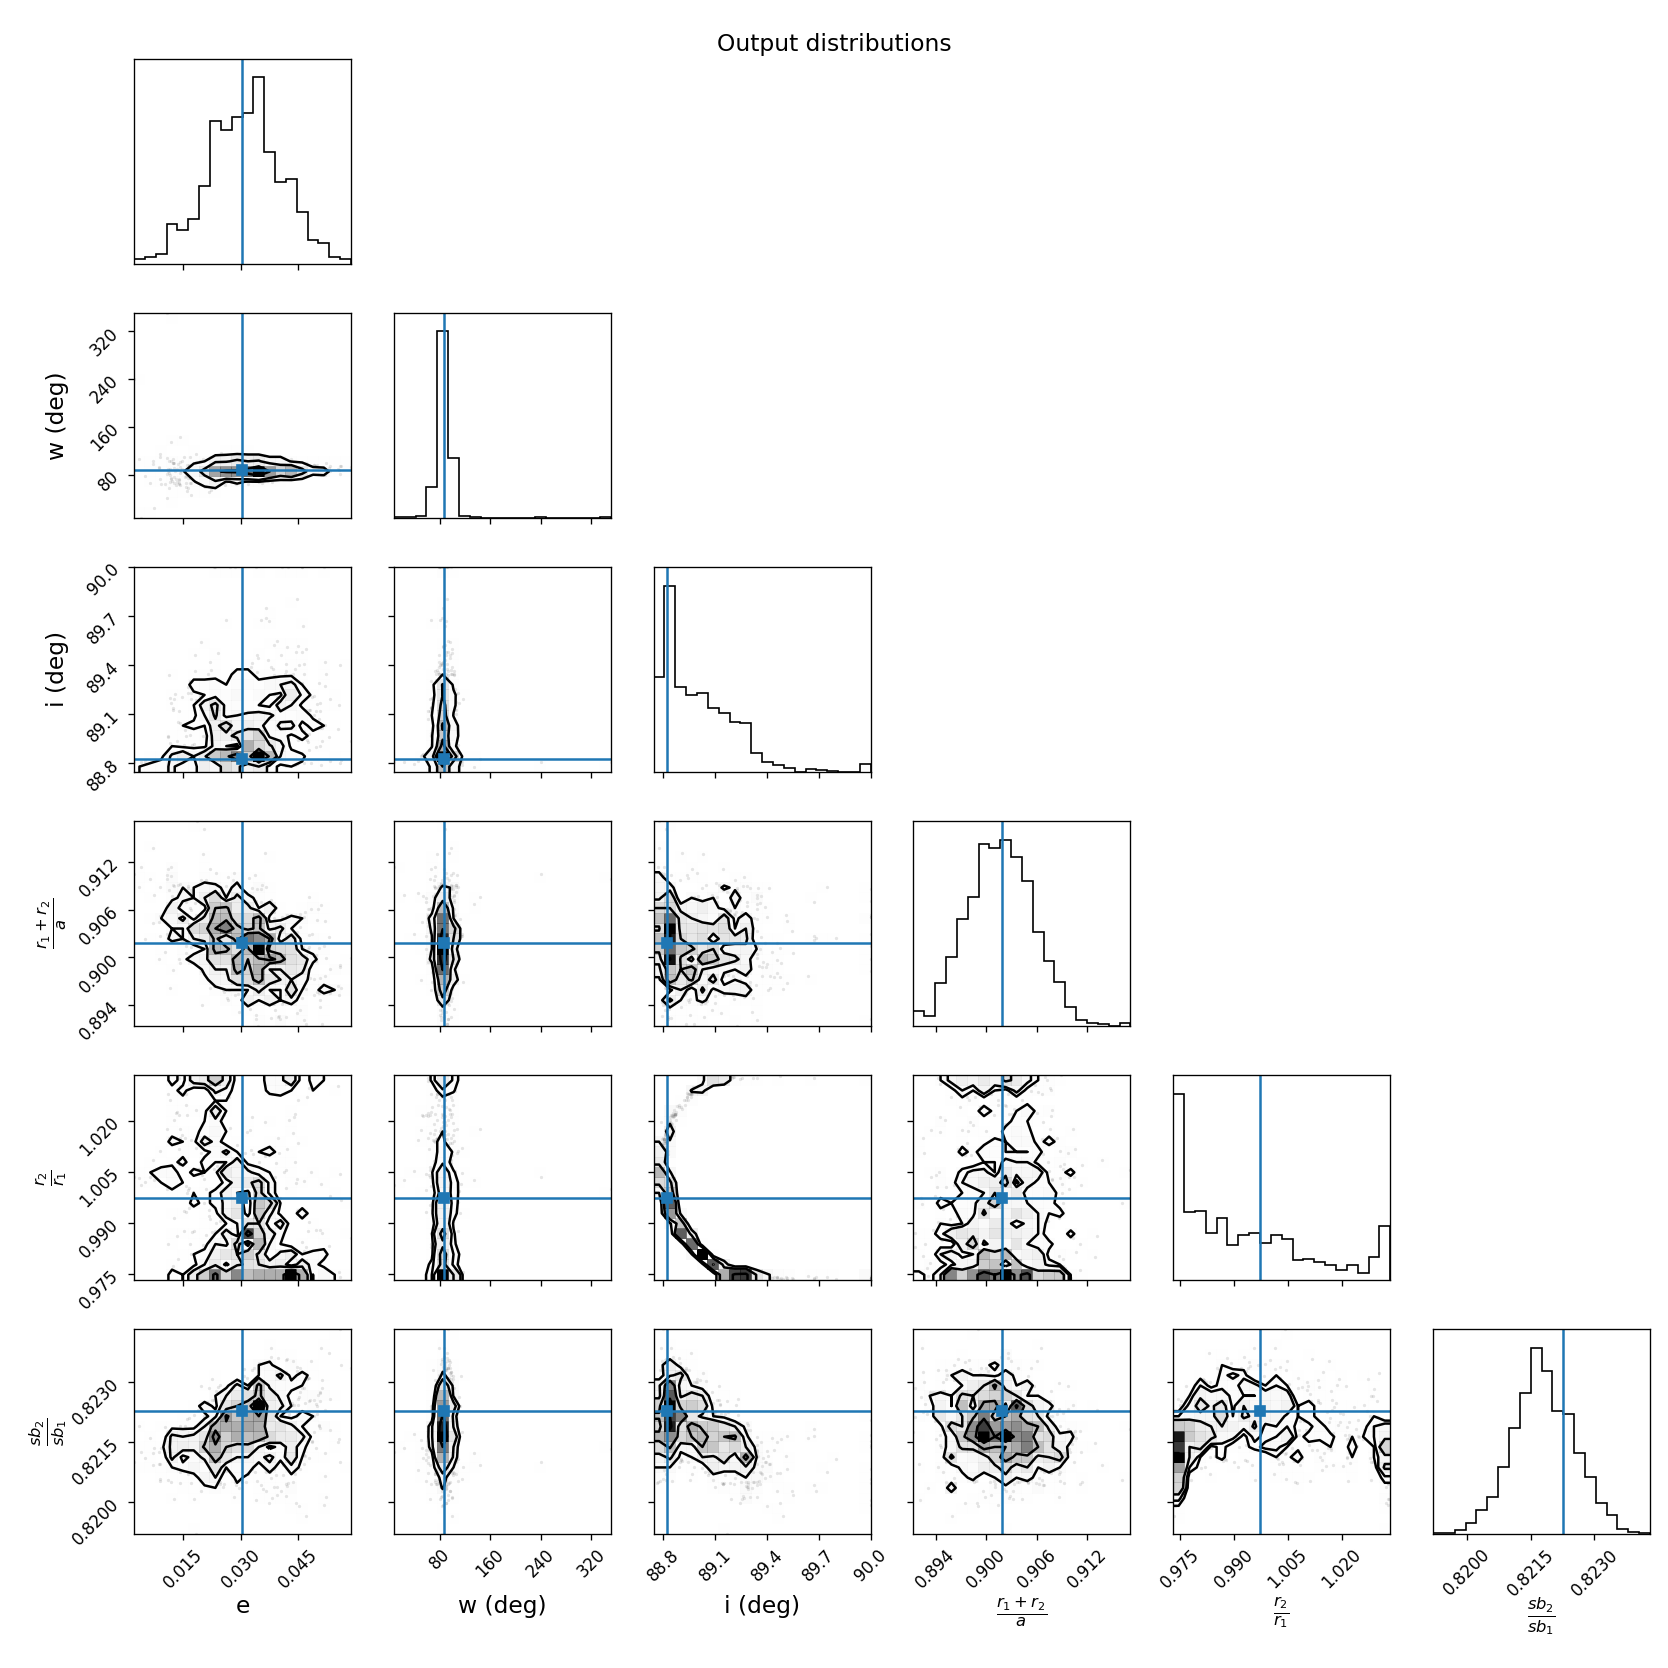 Output distributions
w (deg)
320
240
160
80
i (deg)
90.0
89.7
89.4
89.1
88.8
r₁ + r₂
a
0.912
0.906
0.900
0.894
r₂
r₁
1.020
1.005
0.990
0.975
sb₂
sb₁
0.8230
0.8215
0.8200
0.015 0.030 0.045 80 160 240 320 88.8 89.1 89.4 89.7 90.0 0.894 0.900 0.906 0.912 0.975 0.990 1.005 1.020 0.8200 0.8215 0.8230
e w (deg) i (deg) r₁ + r₂ r₂ sb₂
a r₁ sb₁